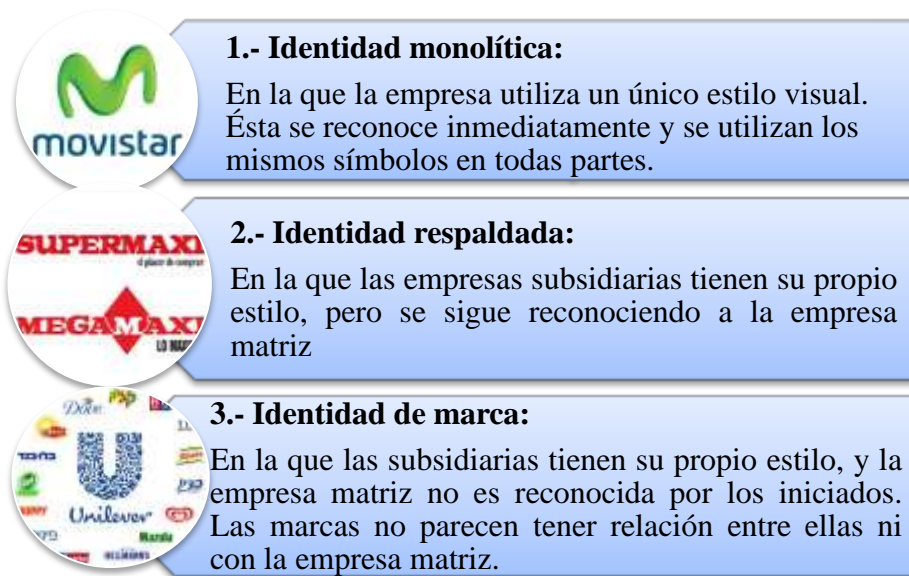 movistar
1.- Identidad monolítica:
En la que la empresa utiliza un único estilo visual.
Ésta se reconoce inmediatamente y se utilizan los
mismos símbolos en todas partes.
SUPERMAXI
el placer de comprar
MEGAMAXI
2.- Identidad respaldada:
En la que las empresas subsidiarias tienen su propio
estilo, pero se sigue reconociendo a la empresa
matriz
Dove
Unilever
3.- Identidad de marca:
En la que las subsidiarias tienen su propio estilo, y la
empresa matriz no es reconocida por los iniciados.
Las marcas no parecen tener relación entre ellas ni
con la empresa matriz.